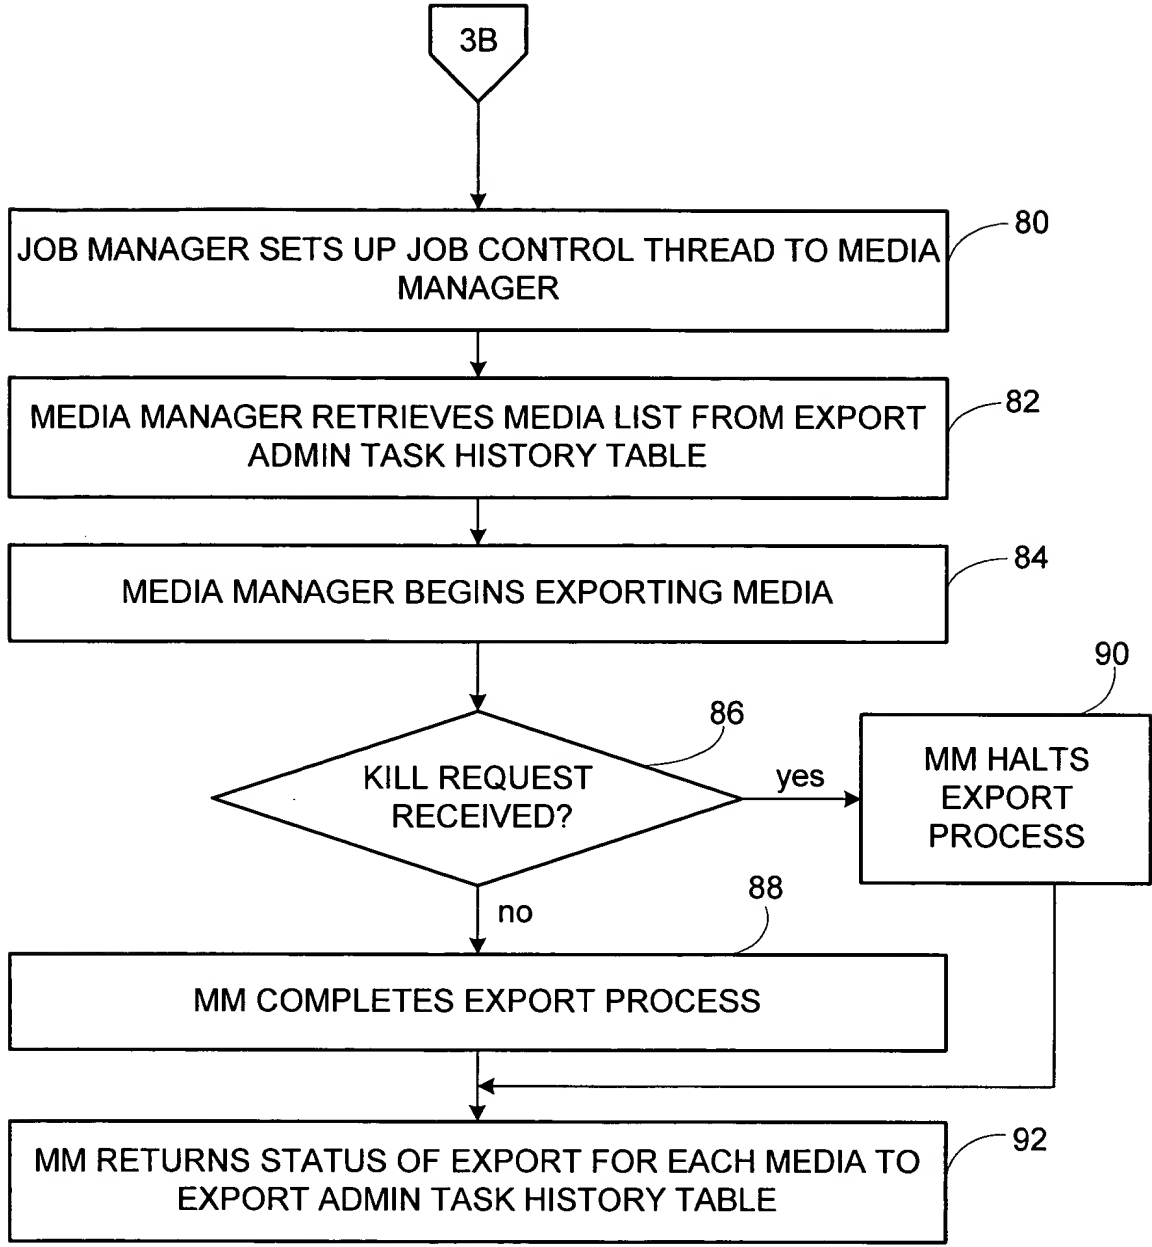 3B
80
JOB MANAGER SETS UP JOB CONTROL THREAD TO MEDIA
MANAGER
82
MEDIA MANAGER RETRIEVES MEDIA LIST FROM EXPORT
ADMIN TASK HISTORY TABLE
84
MEDIA MANAGER BEGINS EXPORTING MEDIA
90
86
KILL REQUEST
RECEIVED?
yes
MM HALTS
EXPORT
PROCESS
no
88
MM COMPLETES EXPORT PROCESS
92
MM RETURNS STATUS OF EXPORT FOR EACH MEDIA TO
EXPORT ADMIN TASK HISTORY TABLE